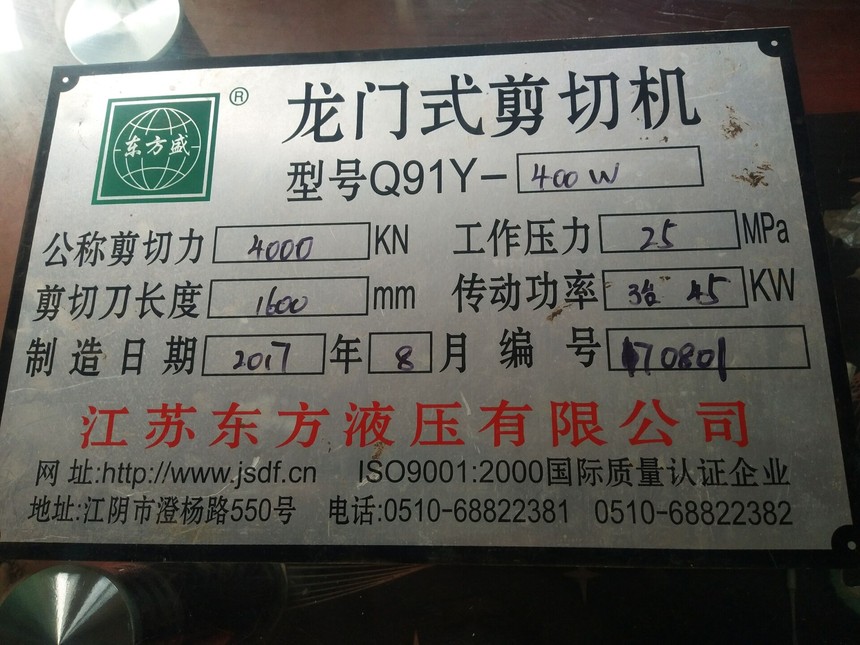 东方盛 ®
龙门式剪切机
型号Q91Y-400W
公称剪切力 4000 KN 工作压力 25 MPa
剪切刀长度 1600 mm 传动功率 3台 45 KW
制造日期 2017 年 8 月 编号 170801
江苏东方液压有限公司
网址:http://www.jsdf.cn ISO9001:2000国际质量认证企业
地址:江阴市澄杨路550号 电话:0510-68822381 0510-68822382